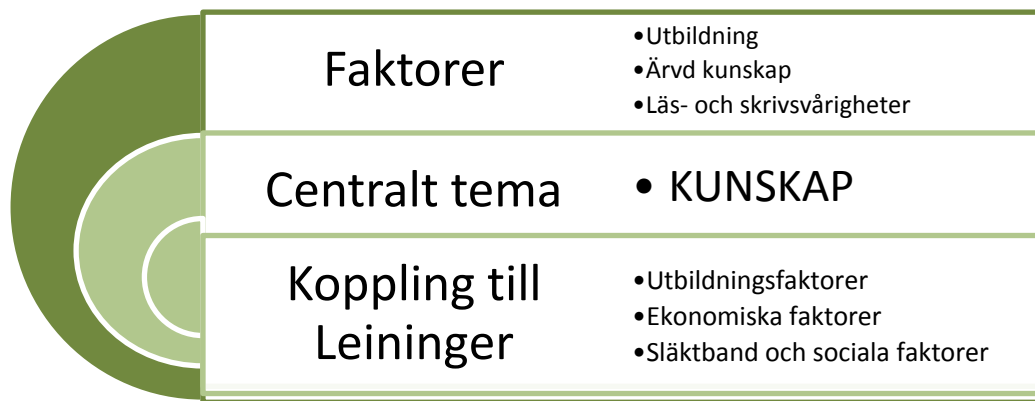 Faktorer
•Utbildning
•Ärvd kunskap
•Läs- och skrivsvårigheter
Centralt tema
• KUNSKAP
Koppling till
Leininger
•Utbildningsfaktorer
•Ekonomiska faktorer
•Släktband och sociala faktorer